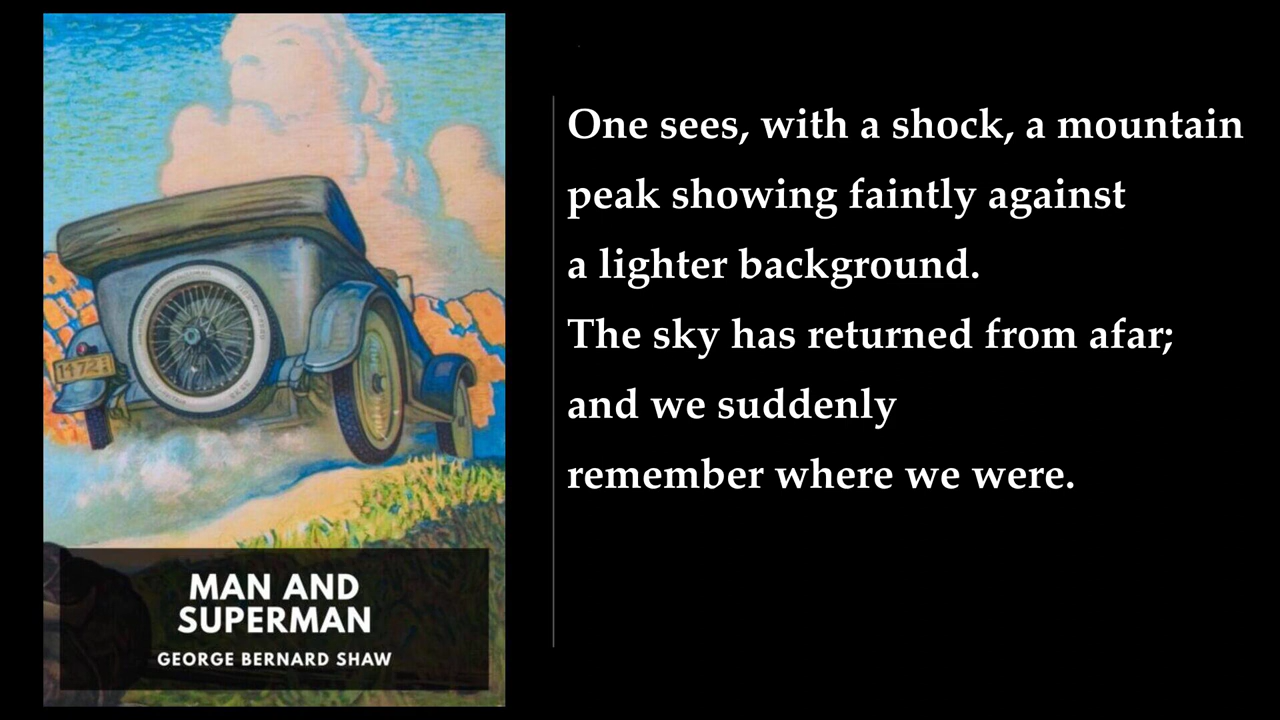 One sees, with a shock, a mountain
peak showing faintly against
a lighter background.
The sky has returned from afar;
and we suddenly
remember where we were.
1472
MAN AND
SUPERMAN
GEORGE BERNARD SHAW